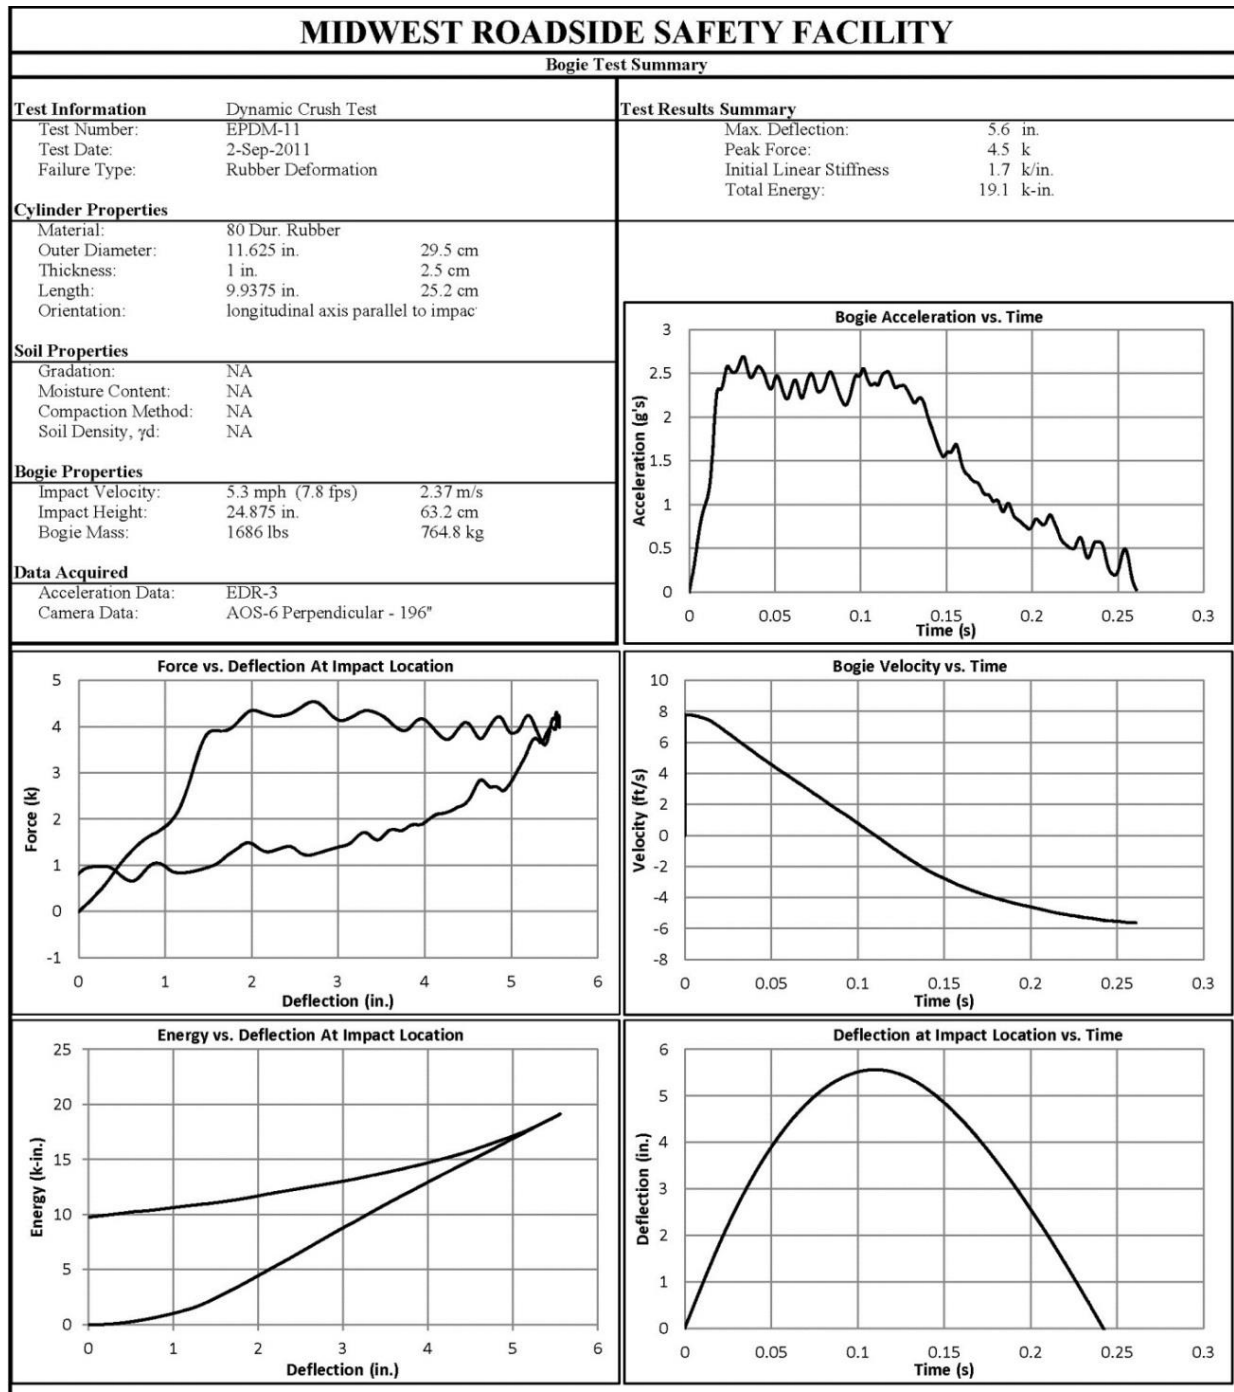 MIDWEST ROADSIDE SAFETY FACILITY
Bogie Test Summary
Test Information Dynamic Crush Test
Test Number: EPDM-11
Test Date: 2-Sep-2011
Failure Type: Rubber Deformation
Cylinder Properties
Material: 80 Dur. Rubber
Outer Diameter: 11.625 in. 29.5 cm
Thickness: 1 in. 2.5 cm
Length: 9.9375 in. 25.2 cm
Orientation: longitudinal axis parallel to impac
Soil Properties
Gradation: NA
Moisture Content: NA
Compaction Method: NA
Soil Density, γd: NA
Bogie Properties
Impact Velocity: 5.3 mph (7.8 fps) 2.37 m/s
Impact Height: 24.875 in. 63.2 cm
Bogie Mass: 1686 lbs 764.8 kg
Data Acquired
Acceleration Data: EDR-3
Camera Data: AOS-6 Perpendicular - 196"
Test Results Summary
Max. Deflection: 5.6 in.
Peak Force: 4.5 k
Initial Linear Stiffness 1.7 k/in.
Total Energy: 19.1 k-in.
Bogie Acceleration vs. Time
Acceleration (g's)
3
2.5
2
1.5
1
0.5
0
0 0.05 0.1 0.15 0.2 0.25 0.3
Time (s)
Force vs. Deflection At Impact Location
Force (k)
5
4
3
2
1
0
-1
0 1 2 3 4 5 6
Deflection (in.)
Bogie Velocity vs. Time
Velocity (ft/s)
10
8
6
4
2
0
-2
-4
-6
-8
0 0.05 0.1 0.15 0.2 0.25 0.3
Time (s)
Energy vs. Deflection At Impact Location
Energy (k-in.)
25
20
15
10
5
0
0 1 2 3 4 5 6
Deflection (in.)
Deflection at Impact Location vs. Time
Deflection (in.)
6
5
4
3
2
1
0
0 0.05 0.1 0.15 0.2 0.25 0.3
Time (s)